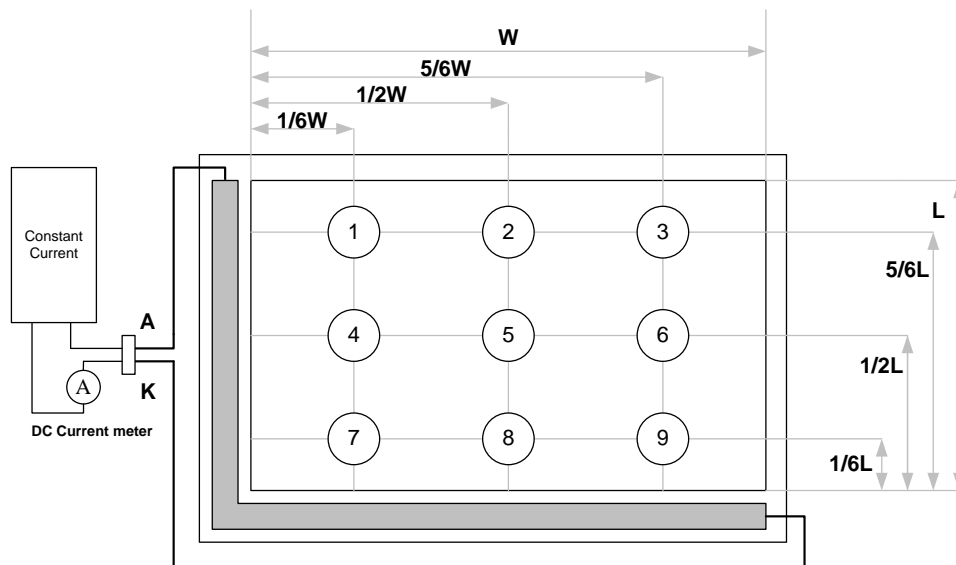 W
5/6W
1/2W
1/6W
Constant
Current
A
K
A
DC Current meter
1
2
3
4
5
6
7
8
9
L
5/6L
1/2L
1/6L